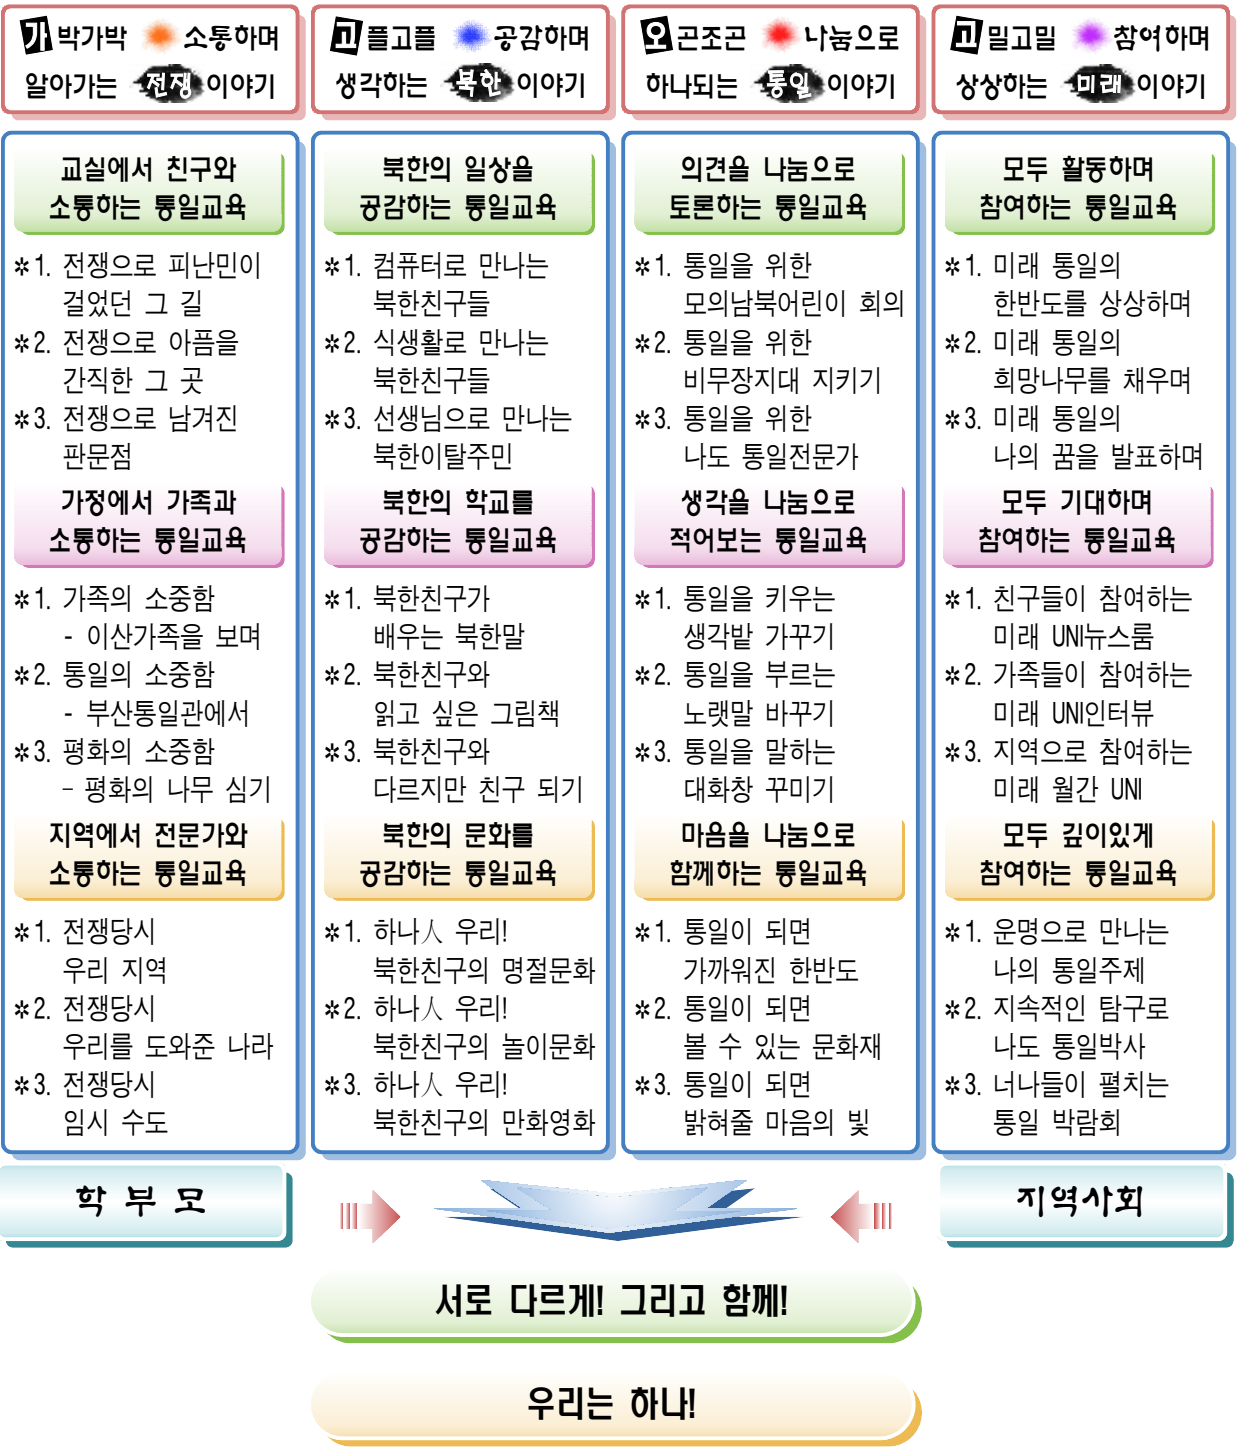 가박가박 소통하며
알아가는 전쟁 이야기
교실에서 친구와
소통하는 통일교육
✲1. 전쟁으로 피난민이
걸었던 그 길
✲2. 전쟁으로 아픔을
간직한 그 곳
✲3. 전쟁으로 남겨진
판문점
가정에서 가족과
소통하는 통일교육
✲1. 가족의 소중함
- 이산가족을 보며
✲2. 통일의 소중함
- 부산통일관에서
✲3. 평화의 소중함
- 평화의 나무 심기
지역에서 전문가와
소통하는 통일교육
✲1. 전쟁당시
우리 지역
✲2. 전쟁당시
우리를 도와준 나라
✲3. 전쟁당시
임시 수도
고플고플 공감하며
생각하는 북한 이야기
북한의 일상을
공감하는 통일교육
✲1. 컴퓨터로 만나는
북한친구들
✲2. 식생활로 만나는
북한친구들
✲3. 선생님으로 만나는
북한이탈주민
북한의 학교를
공감하는 통일교육
✲1. 북한친구가
배우는 북한말
✲2. 북한친구와
읽고 싶은 그림책
✲3. 북한친구와
다르지만 친구 되기
북한의 문화를
공감하는 통일교육
✲1. 하나人 우리!
북한친구의 명절문화
✲2. 하나人 우리!
북한친구의 놀이문화
✲3. 하나人 우리!
북한친구의 만화영화
오곤조곤 나눔으로
하나되는 통일 이야기
의견을 나눔으로
토론하는 통일교육
✲1. 통일을 위한
모의남북어린이 회의
✲2. 통일을 위한
비무장지대 지키기
✲3. 통일을 위한
나도 통일전문가
생각을 나눔으로
적어보는 통일교육
✲1. 통일을 키우는
생각밭 가꾸기
✲2. 통일을 부르는
노랫말 바꾸기
✲3. 통일을 말하는
대화창 꾸미기
마음을 나눔으로
함께하는 통일교육
✲1. 통일이 되면
가까워진 한반도
✲2. 통일이 되면
볼 수 있는 문화재
✲3. 통일이 되면
밝혀줄 마음의 빛
고밀고밀 참여하며
상상하는 미래 이야기
모두 활동하며
참여하는 통일교육
✲1. 미래 통일의
한반도를 상상하며
✲2. 미래 통일의
희망나무를 채우며
✲3. 미래 통일의
나의 꿈을 발표하며
모두 기대하며
참여하는 통일교육
✲1. 친구들이 참여하는
미래 UNI뉴스룸
✲2. 가족들이 참여하는
미래 UNI인터뷰
✲3. 지역으로 참여하는
미래 월간 UNI
모두 깊이있게
참여하는 통일교육
✲1. 운명으로 만나는
나의 통일주제
✲2. 지속적인 탐구로
나도 통일박사
✲3. 너나들이 펼치는
통일 박람회
학 부 모
지역사회
서로 다르게! 그리고 함께!
우리는 하나!